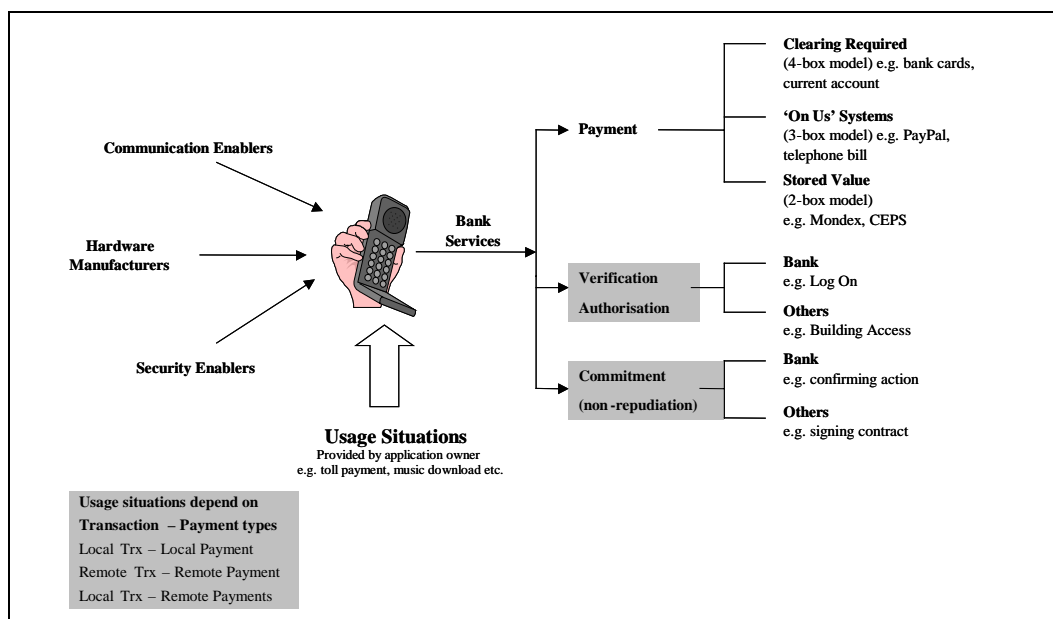 Communication Enablers
Hardware
Manufacturers
Security Enablers
Bank
Services
Usage Situations
Provided by application owner
e.g. toll payment, music download etc.
Payment
Clearing Required
(4-box model) e.g. bank cards,
current account
‘On Us’ Systems
(3-box model) e.g. PayPal,
telephone bill
Stored Value
(2-box model)
e.g. Mondex, CEPS
Verification
Authorisation
Bank
e.g. Log On
Others
e.g. Building Access
Commitment
(non-repudiation)
Bank
e.g. confirming action
Others
e.g. signing contract
Usage situations depend on
Transaction – Payment types
Local Trx – Local Payment
Remote Trx – Remote Payment
Local Trx – Remote Payments